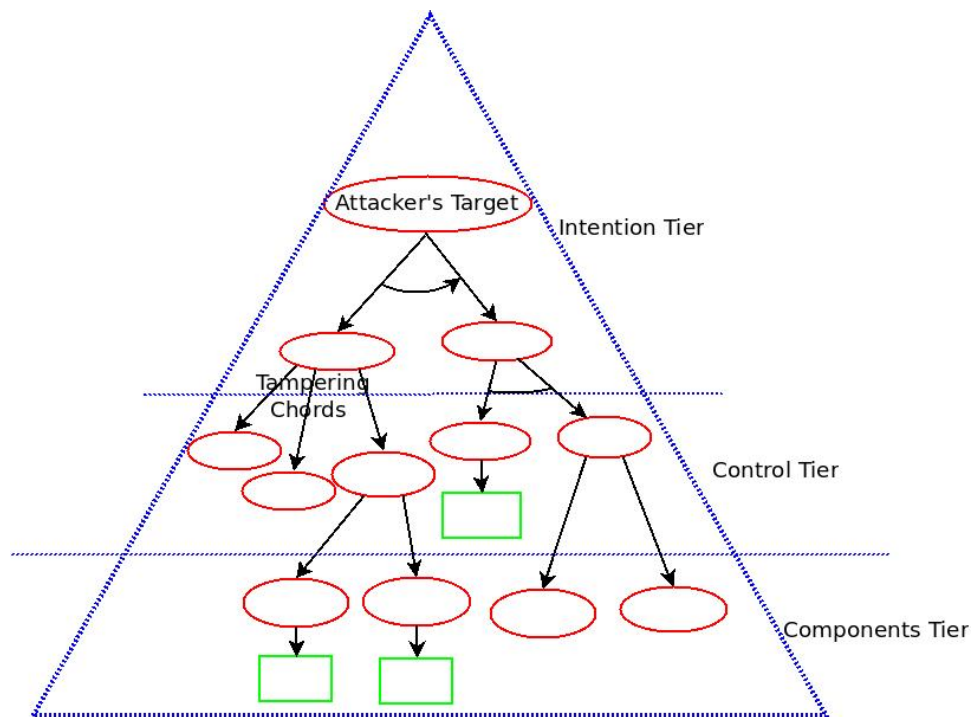 Attacker's Target
Intention Tier
Tampering
Chords
Control Tier
Components Tier